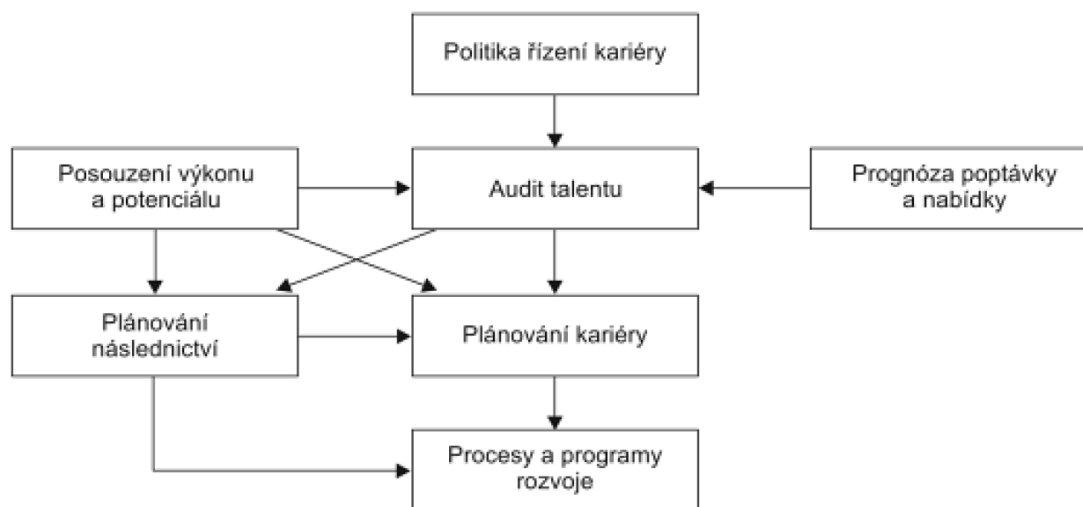 Politika řízení kariéry
Posouzení výkonu
a potenciálu
Audit talentu
Prognóza poptávky
a nabídky
Plánování
následnictví
Plánování kariéry
Procesy a programy
rozvoje